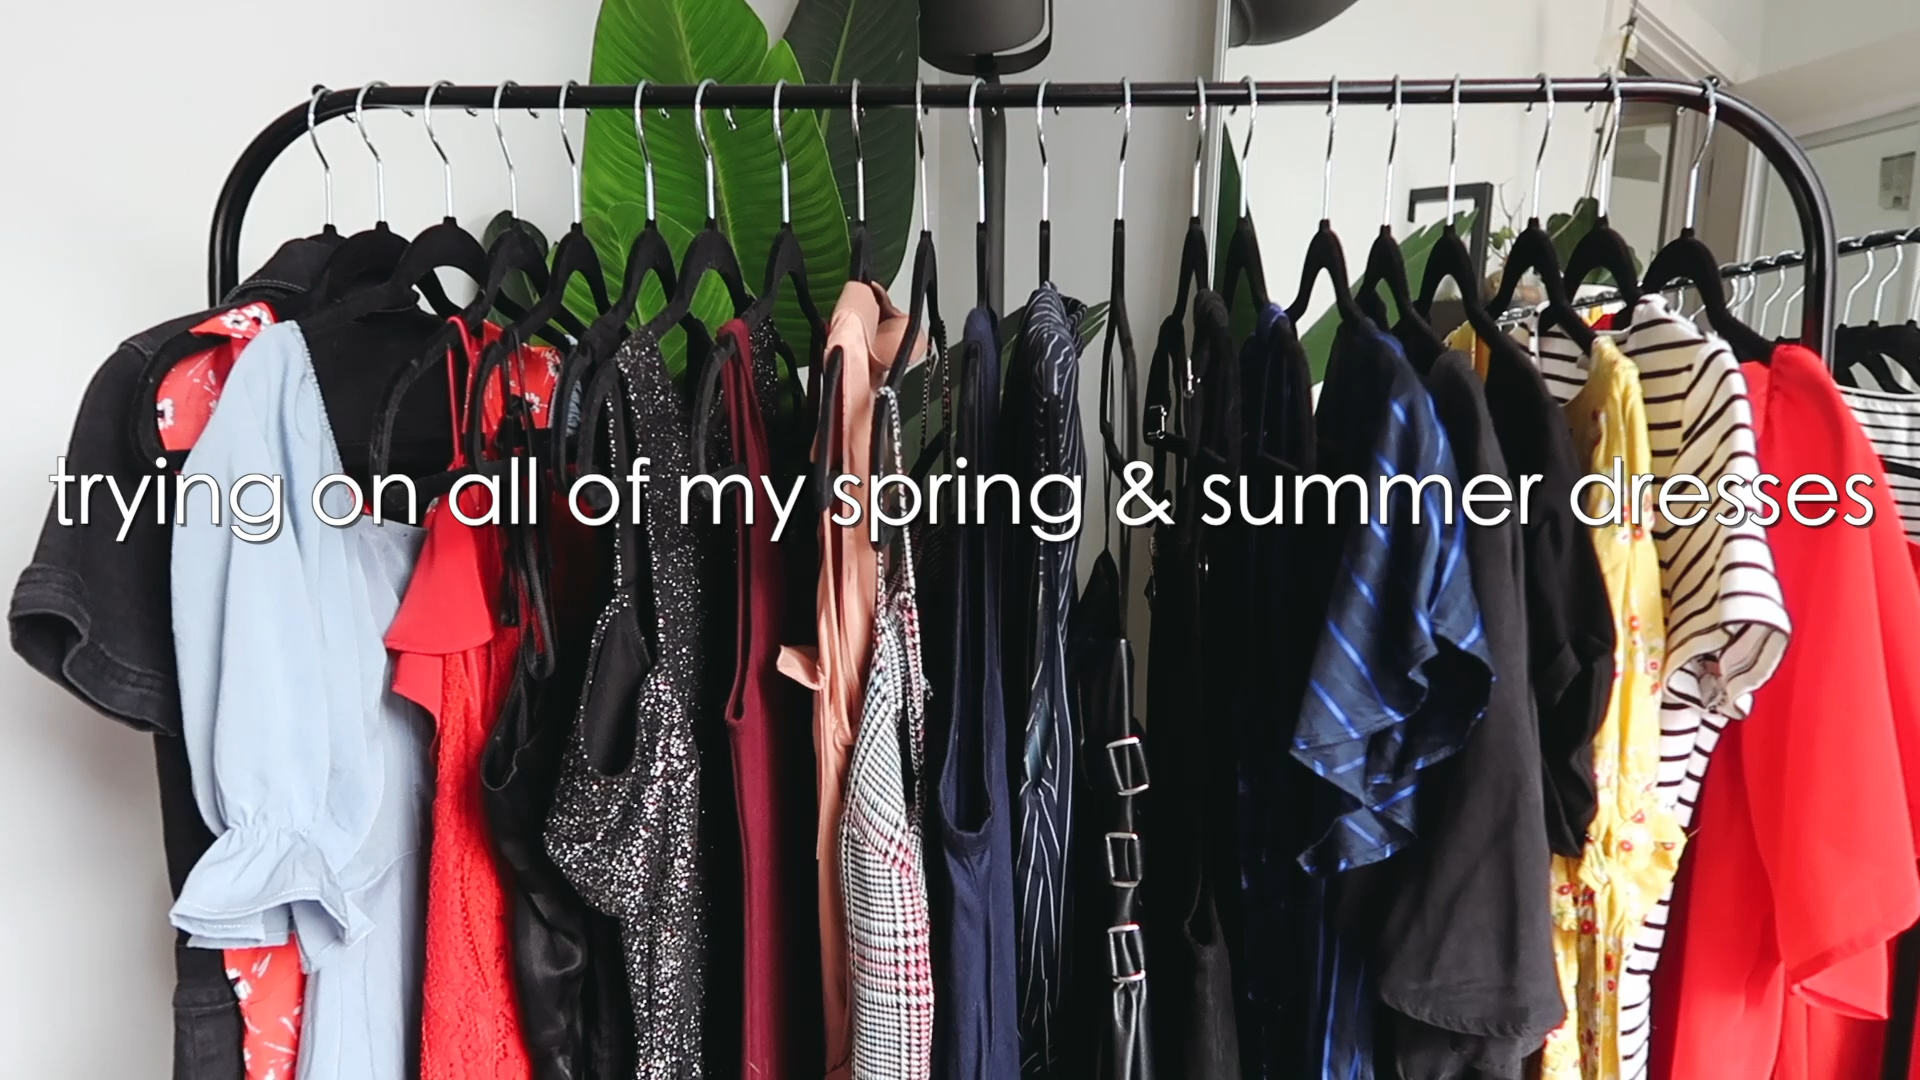 trying on all of my spring & summer dresses